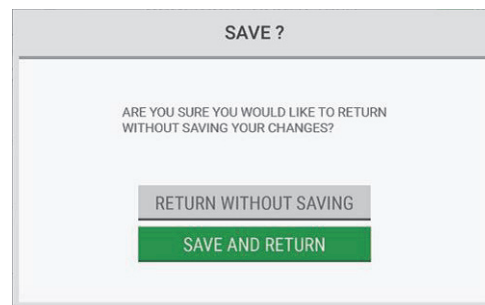 SAVE ?
ARE YOU SURE YOU WOULD LIKE TO RETURN
WITHOUT SAVING YOUR CHANGES?
RETURN WITHOUT SAVING
SAVE AND RETURN